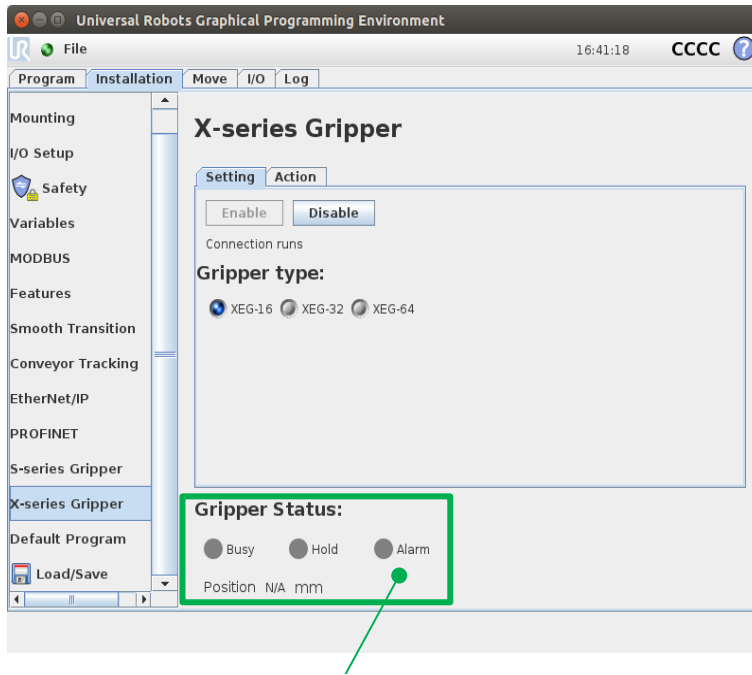 Universal Robots Graphical Programming Environment
File 16:41:18 CCCC ?
Program Installation Move I/O Log
Mounting
I/O Setup
Safety
Variables
MODBUS
Features
Smooth Transition
Conveyor Tracking
EtherNet/IP
PROFINET
S-series Gripper
X-series Gripper
Default Program
Load/Save
X-series Gripper
Setting Action
Enable Disable
Connection runs
Gripper type:
XEG-16 XEG-32 XEG-64
Gripper Status:
Busy Hold Alarm
Position N/A mm